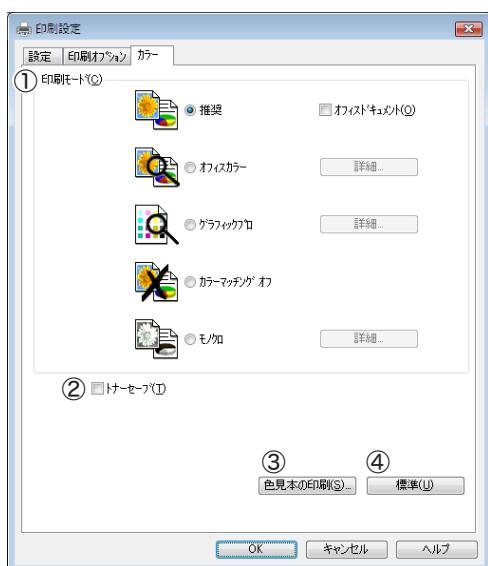 印刷設定
設定 印刷オプション カラー
① 印刷モード(C)
推奨 オフィスドキュメント(O)
オフィスカラー 詳細...
グラフィックプロ 詳細...
カラーマッチング オフ
モノクロ 詳細...
② トナーセーブ(T)
③ ④
色見本の印刷(S)... 標準(U)
OK キャンセル ヘルプ